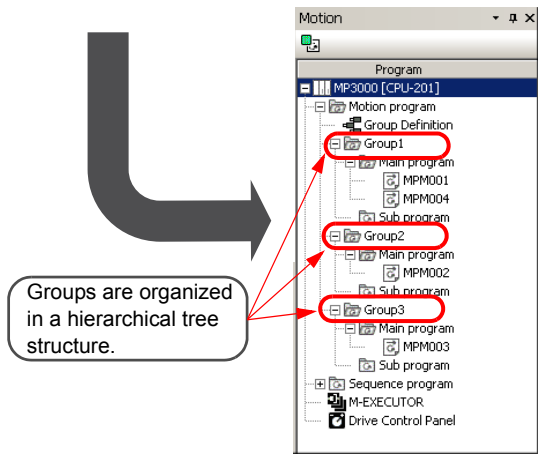 Motion
Program
MP3000 [CPU-201]
Motion program
Group Definition
Group1
Main program
MPM001
MPM004
Sub program
Group2
Main program
MPM002
Sub program
Group3
Main program
MPM003
Sub program
Sequence program
M-EXECUTOR
Drive Control Panel
Groups are organized
in a hierarchical tree
structure.